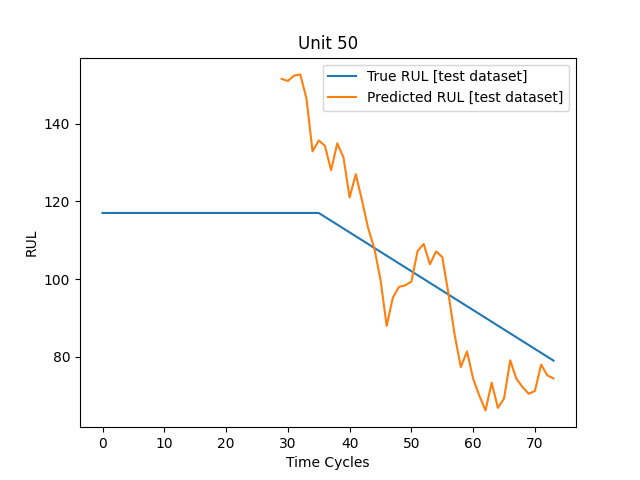 Unit 50
True RUL [test dataset]
Predicted RUL [test dataset]
140
120
100
80
RUL
0 10 20 30 40 50 60 70
Time Cycles